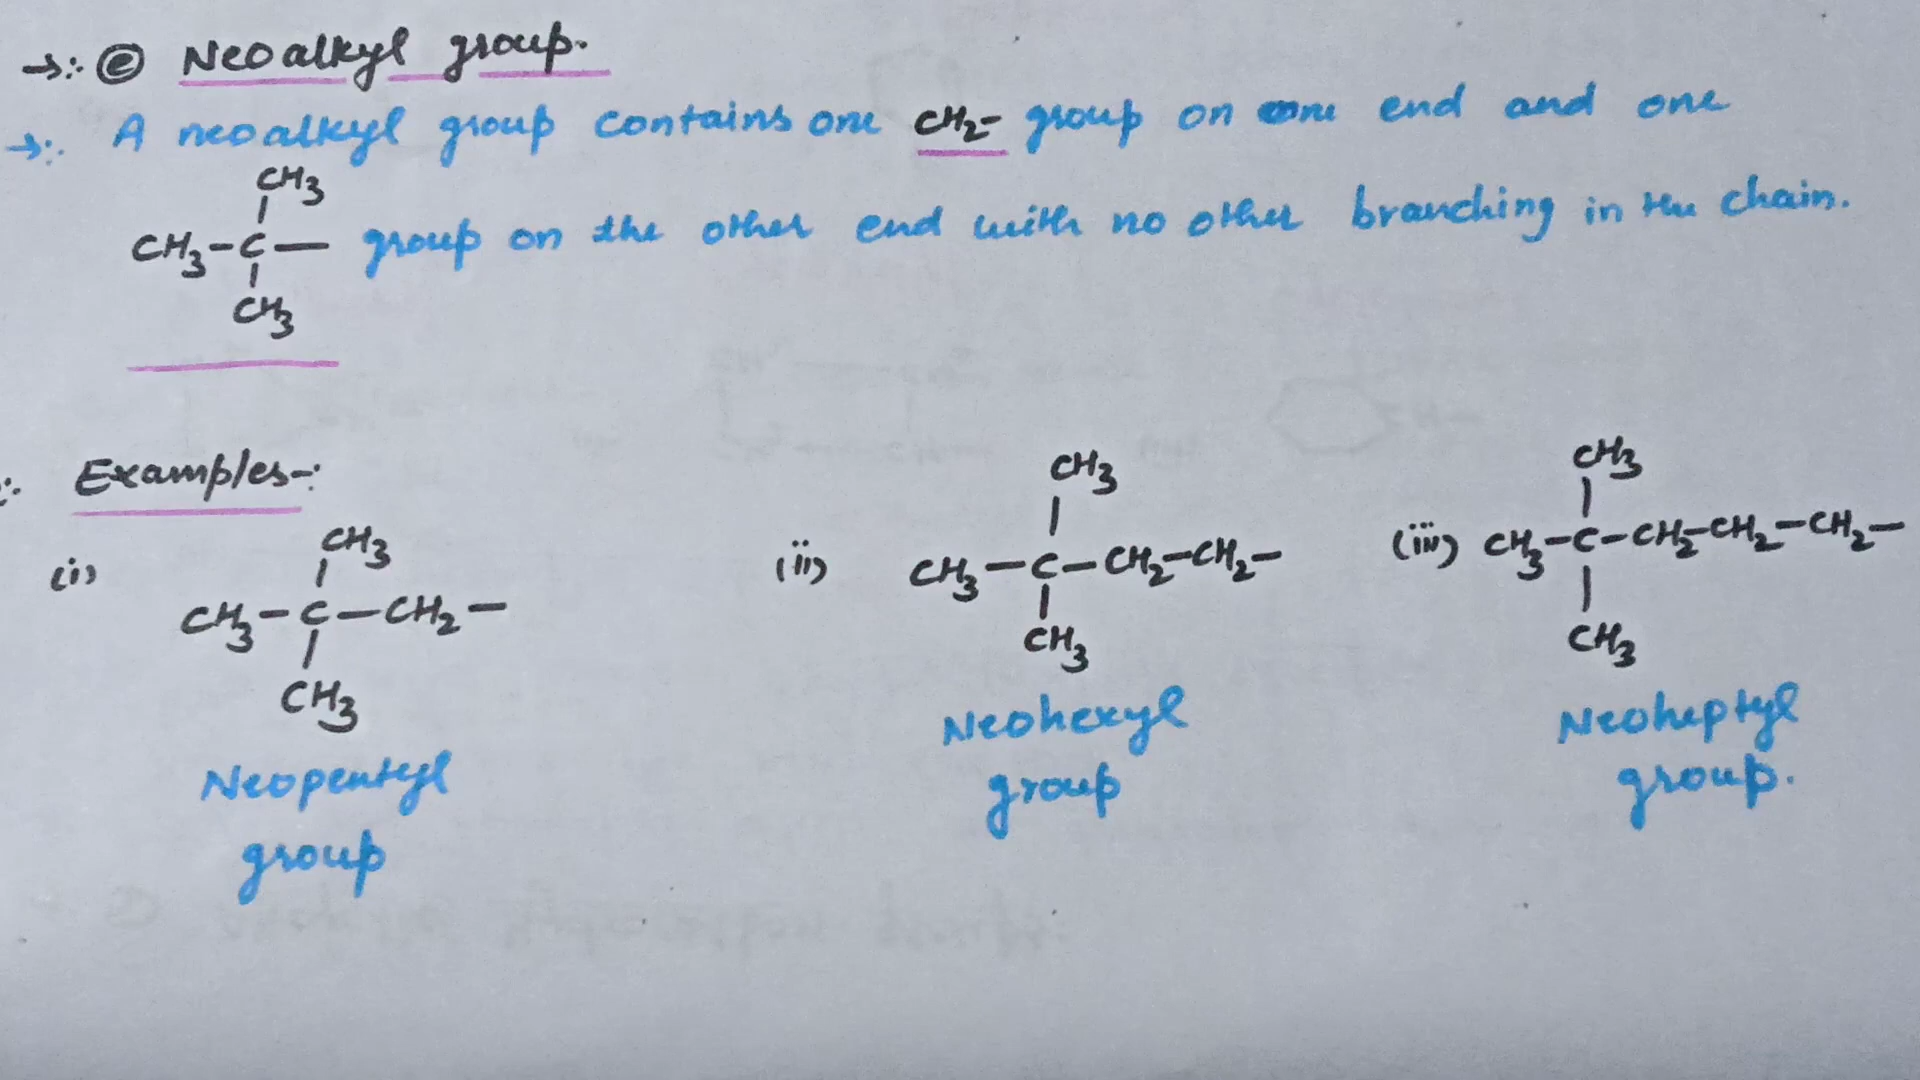 →∴ ⓔ Neoalkyl group.
→∴ A neoalkyl group contains one CH₂- group on one end and one
CH₃
CH₃-C— group on the other end with no other branching in the chain.
CH₃
Examples-:
(i)
CH₃
CH₃-C—CH₂—
CH₃
Neopentyl
group
(ii)
CH₃
CH₃—C—CH₂-CH₂-
CH₃
Neohexyl
group
(iii)
CH₃
CH₃-C-CH₂-CH₂-CH₂-
CH₃
Neoheptyl
group.